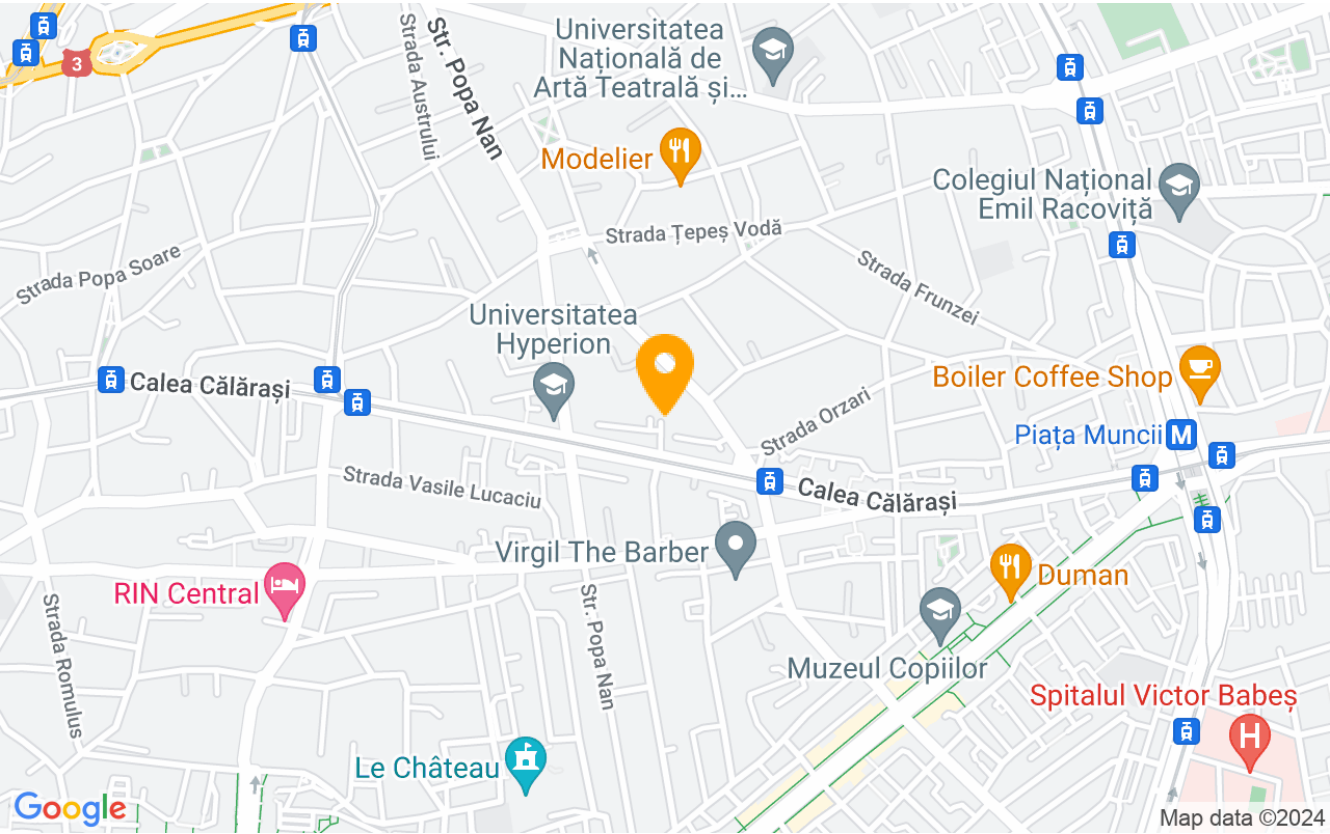 Universitatea
Națională de
Artă Teatrală și...
Str. Popa Nan
Strada Austrului
3
Modelier
Colegiul Național
Emil Racoviță
Strada Țepeș Vodă
Strada Popa Soare
Strada Frunzei
Universitatea
Hyperion
Calea Călărași
Boiler Coffee Shop
Strada Orzari
Piața Muncii M
Strada Vasile Lucaciu
Calea Călărași
Virgil The Barber
Duman
RIN Central
Strada Romulus
Str. Popa Nan
Muzeul Copiilor
Spitalul Victor Babeș
H
Le Château
Google
Map data ©2024